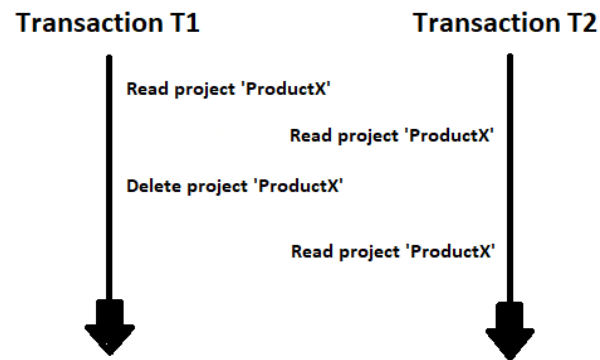 Transaction T1
Transaction T2
Read project 'ProductX'
Read project 'ProductX'
Delete project 'ProductX'
Read project 'ProductX'